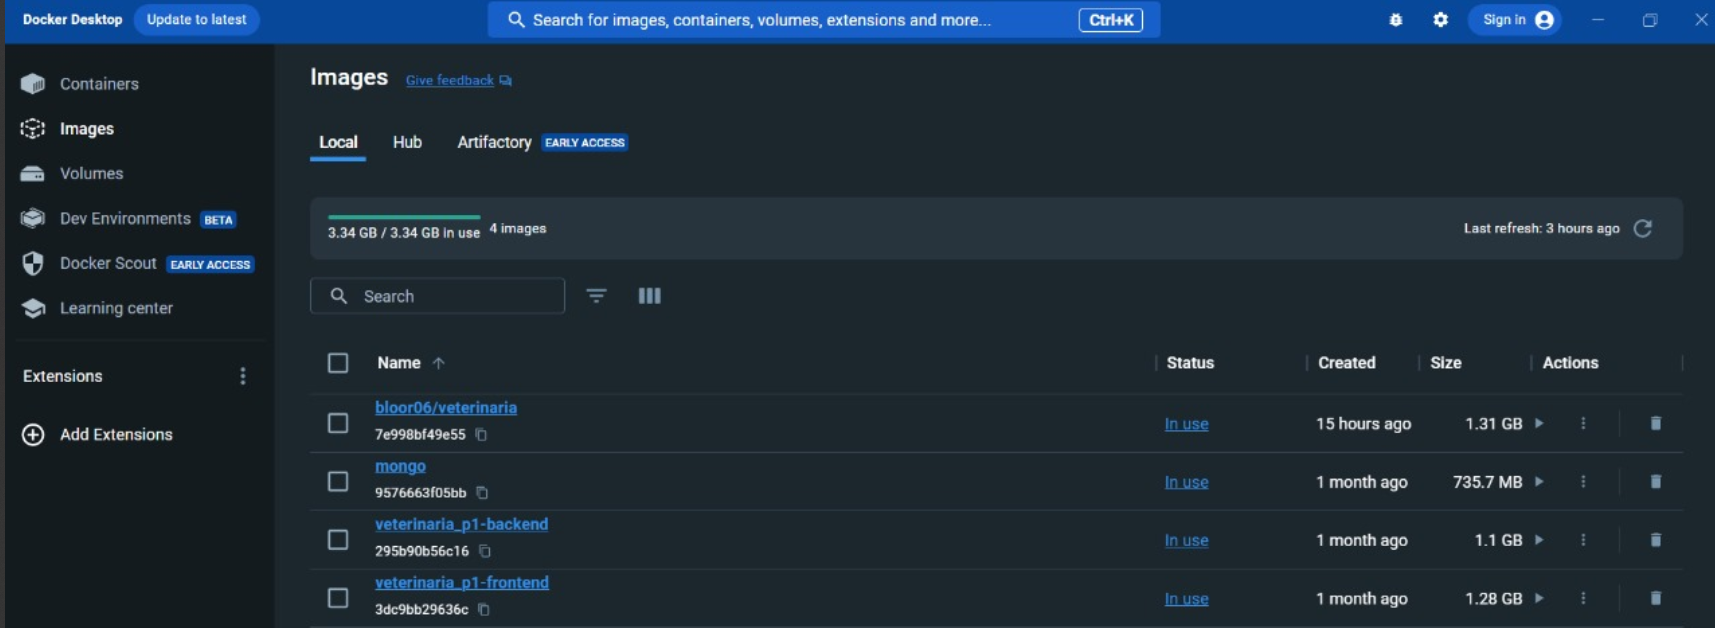 Docker Desktop Update to latest Search for images, containers, volumes, extensions and more... Ctrl+K Sign in
Containers
Images
Volumes
Dev Environments BETA
Docker Scout EARLY ACCESS
Learning center
Extensions
Add Extensions
Images Give feedback
Local Hub Artifactory EARLY ACCESS
3.34 GB / 3.34 GB in use 4 images Last refresh: 3 hours ago
Search
Name Status Created Size Actions
bloor06/veterinaria
7e998bf49e55 In use 15 hours ago 1.31 GB
mongo
9576663f05bb In use 1 month ago 735.7 MB
veterinaria_p1-backend
295b90b56c16 In use 1 month ago 1.1 GB
veterinaria_p1-frontend
3dc9bb29636c In use 1 month ago 1.28 GB